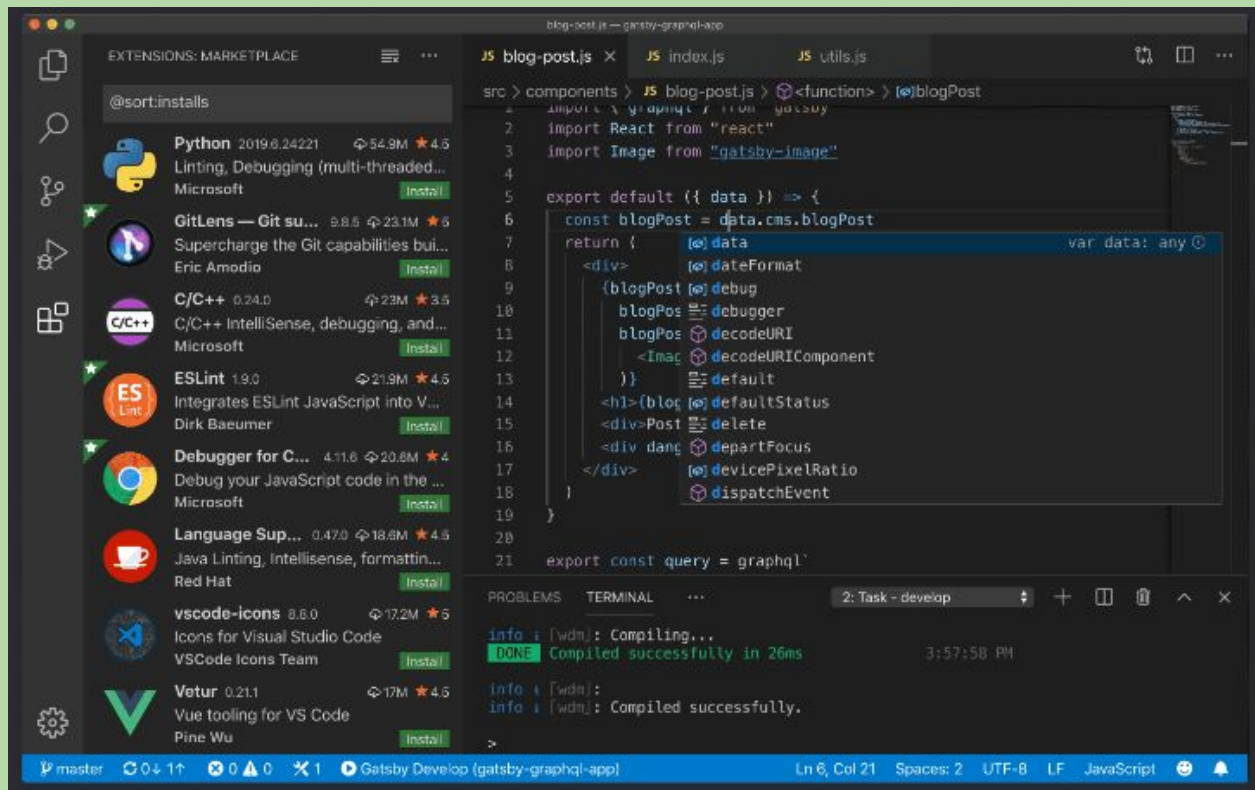 blog-post.js — gatsby-graphql-app
EXTENSIONS: MARKETPLACE
@sort:installs
Python 2019.6.24221 54.9M 4.5
Linting, Debugging (multi-threaded...
Microsoft Install
GitLens — Git su... 9.8.5 23.1M 5
Supercharge the Git capabilities bui...
Eric Amodio Install
C/C++ 0.24.0 23M 3.5
C/C++
C/C++ IntelliSense, debugging, and...
Microsoft Install
ESLint 1.9.0 21.9M 4.5
ES
Lint
Integrates ESLint JavaScript into V...
Dirk Baeumer Install
Debugger for C... 4.11.6 20.6M 4
Debug your JavaScript code in the ...
Microsoft Install
Language Sup... 0.47.0 18.6M 4.5
Java Linting, Intellisense, formattin...
Red Hat Install
vscode-icons 8.8.0 17.2M 5
Icons for Visual Studio Code
VSCode Icons Team Install
Vetur 0.21.1 17M 4.5
Vue tooling for VS Code
Pine Wu Install
JS blog-post.js × JS index.js JS utils.js
src > components > JS blog-post.js > <function> > blogPost
import { graphql } from "gatsby"
2 import React from "react"
3 import Image from "gatsby-image"
4
5 export default ({ data }) => {
6 const blogPost = data.cms.blogPost
7 return (
8 <div>
9 {blogPost
10 blogPos
11 blogPos
12 <Imag
13 )}
14 <h1>{blog
15 <div>Post
16 <div dang
17 </div>
18 )
19 }
20
21 export const query = graphql`
data var data: any
dateFormat
debug
debugger
decodeURI
decodeURIComponent
default
defaultStatus
delete
departFocus
devicePixelRatio
dispatchEvent
PROBLEMS TERMINAL ... 2: Task - develop
info i ｢wdm｣: Compiling...
DONE Compiled successfully in 26ms 3:57:58 PM
info i ｢wdm｣:
info i ｢wdm｣: Compiled successfully.
>
master 0↓ 1↑ 0 0 1 Gatsby Develop (gatsby-graphql-app) Ln 6, Col 21 Spaces: 2 UTF-8 LF JavaScript